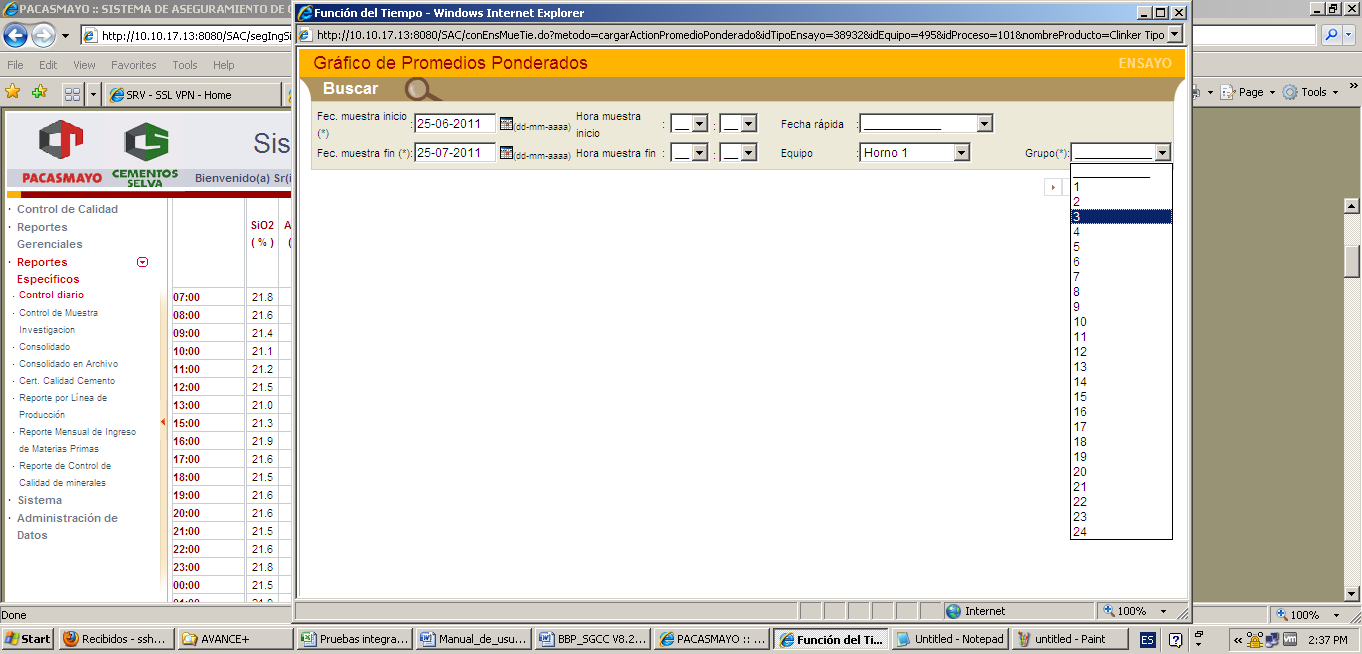 PACASMAYO :: SISTEMA DE ASEGURAMIENTO DE
Función del Tiempo - Windows Internet Explorer
http://10.10.17.13:8080/SAC/segIngSi
http://10.10.17.13:8080/SAC/conEnsMueTie.do?metodo=cargarActionPromedioPonderado&idTipoEnsayo=38932&idEquipo=495&idProceso=101&nombreProducto=Clinker Tipo
File Edit View Favorites Tools Help
SRV - SSL VPN - Home
Page Tools »
Gráfico de Promedios Ponderados
ENSAYO
Buscar
Fec. muestra inicio (*) : 25-06-2011 (dd-mm-aaaa) Hora muestra inicio : __ : __ Fecha rápida :
Fec. muestra fin (*): 25-07-2011 (dd-mm-aaaa) Hora muestra fin : __ : __ Equipo : Horno 1 Grupo(*):
1
2
3
4
5
6
7
8
9
10
11
12
13
14
15
16
17
18
19
20
21
22
23
24
PACASMAYO
CEMENTOS SELVA
Sis
Bienvenido(a) Sr(i
· Control de Calidad
· Reportes
Gerenciales
· Reportes
Específicos
· Control diario
· Control de Muestra
Investigacion
· Consolidado
· Consolidado en Archivo
· Cert. Calidad Cemento
· Reporte por Línea de
Producción
· Reporte Mensual de Ingreso
de Materias Primas
· Reporte de Control de
Calidad de minerales
· Sistema
· Administración de
Datos
SiO2 A
( % ) (
07:00 21.8
08:00 21.6
09:00 21.4
10:00 21.1
11:00 21.2
12:00 21.5
13:00 21.0
15:00 21.3
16:00 21.9
17:00 21.6
18:00 21.5
19:00 21.6
20:00 21.6
21:00 21.5
22:00 21.6
23:00 21.8
00:00 21.5
Internet 100%
Done
100%
Start Recibidos - ssh... AVANCE+ Pruebas integra... Manual_de_usu... BBP_SGCC V8.2... PACASMAYO :: ... Función del Ti... Untitled - Notepad untitled - Paint ES « 2:37 PM